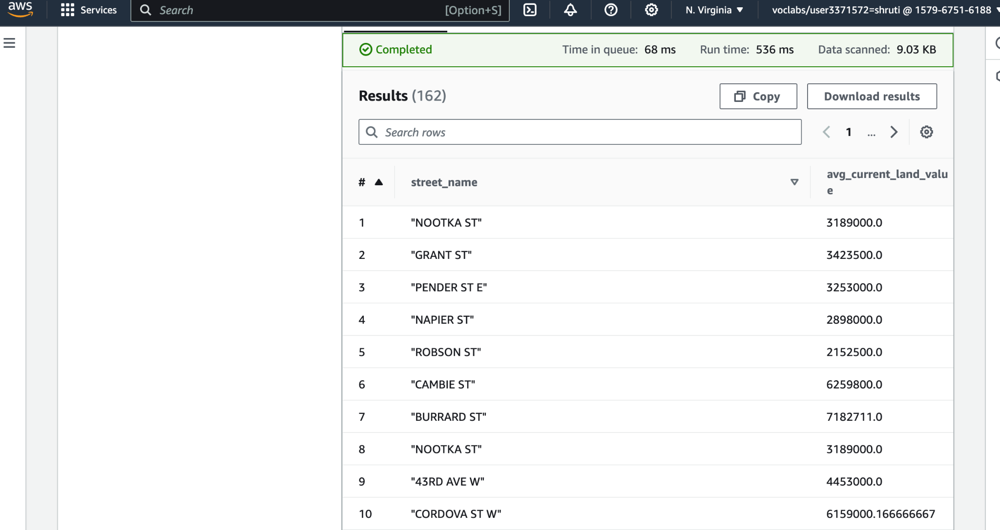 aws Services Search [Option+S] N. Virginia voclabs/user3371572=shruti @ 1579-6751-6188
Completed Time in queue: 68 ms Run time: 536 ms Data scanned: 9.03 KB
Results (162) Copy Download results
Search rows 1 ...
# street_name avg_current_land_valu
e
1 "NOOTKA ST" 3189000.0
2 "GRANT ST" 3423500.0
3 "PENDER ST E" 3253000.0
4 "NAPIER ST" 2898000.0
5 "ROBSON ST" 2152500.0
6 "CAMBIE ST" 6259800.0
7 "BURRARD ST" 7182711.0
8 "NOOTKA ST" 3189000.0
9 "43RD AVE W" 4453000.0
10 "CORDOVA ST W" 6159000.166666667